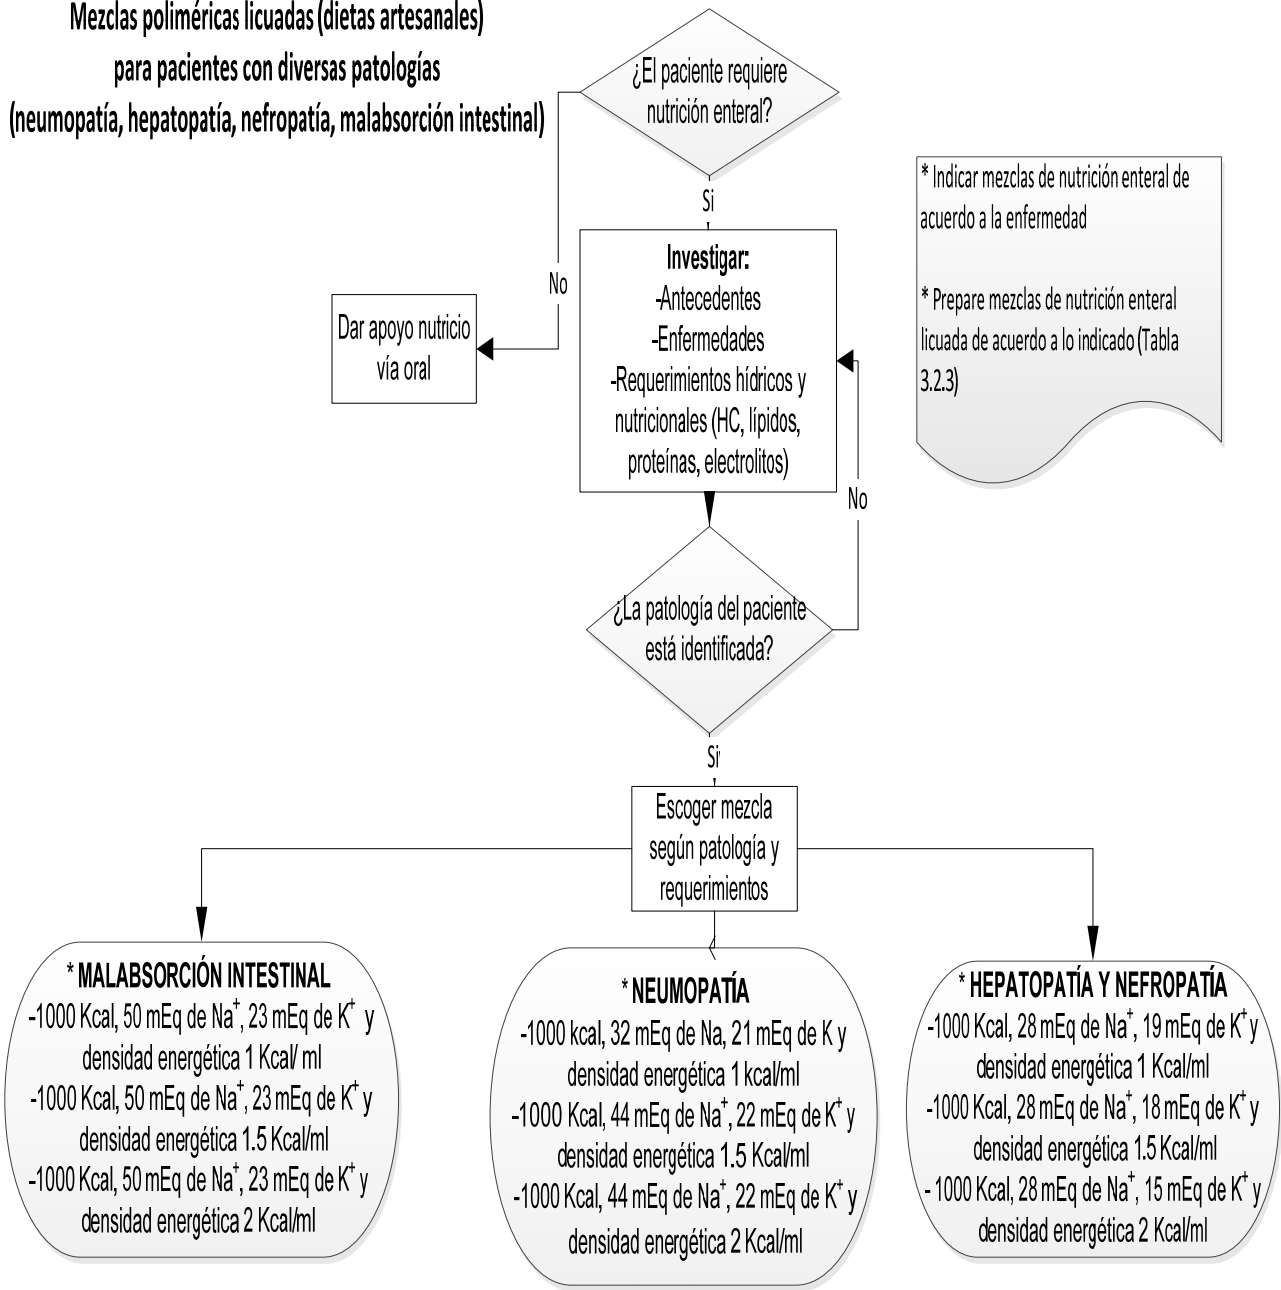 Mezclas poliméricas licuadas (dietas artesanales)
para pacientes con diversas patologías
(neumopatía, hepatopatía, nefropatía, malabsorción intestinal)
¿El paciente requiere
nutrición enteral?
Si
No
Dar apoyo nutricio
vía oral
Investigar:
-Antecedentes
-Enfermedades
-Requerimientos hídricos y
nutricionales (HC, lípidos,
proteínas, electrolitos)
* Indicar mezclas de nutrición enteral de
acuerdo a la enfermedad
* Prepare mezclas de nutrición enteral
licuada de acuerdo a lo indicado (Tabla
3.2.3)
No
¿La patología del paciente
está identificada?
Si
Escoger mezcla
según patología y
requerimientos
* MALABSORCIÓN INTESTINAL
-1000 Kcal, 50 mEq de Na⁺, 23 mEq de K⁺ y
densidad energética 1 Kcal/ ml
-1000 Kcal, 50 mEq de Na⁺, 23 mEq de K⁺ y
densidad energética 1.5 Kcal/ml
-1000 Kcal, 50 mEq de Na⁺, 23 mEq de K⁺ y
densidad energética 2 Kcal/ml
* NEUMOPATÍA
-1000 kcal, 32 mEq de Na, 21 mEq de K y
densidad energética 1 kcal/ml
-1000 Kcal, 44 mEq de Na⁺, 22 mEq de K⁺ y
densidad energética 1.5 Kcal/ml
-1000 Kcal, 44 mEq de Na⁺, 22 mEq de K⁺ y
densidad energética 2 Kcal/ml
* HEPATOPATÍA Y NEFROPATÍA
-1000 Kcal, 28 mEq de Na⁺, 19 mEq de K⁺ y
densidad energética 1 Kcal/ml
-1000 Kcal, 28 mEq de Na⁺, 18 mEq de K⁺ y
densidad energética 1.5 Kcal/ml
- 1000 Kcal, 28 mEq de Na⁺, 15 mEq de K⁺ y
densidad energética 2 Kcal/ml